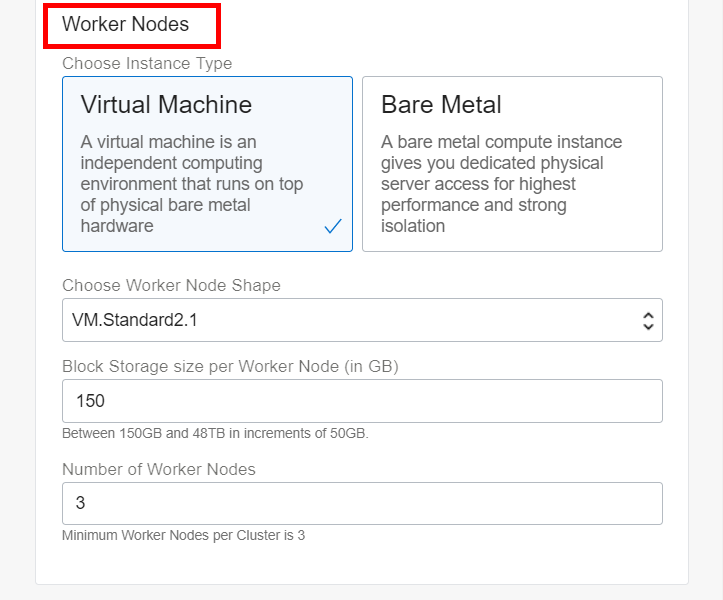 Worker Nodes
Choose Instance Type
Virtual Machine
A virtual machine is an
independent computing
environment that runs on top
of physical bare metal
hardware
Bare Metal
A bare metal compute instance
gives you dedicated physical
server access for highest
performance and strong
isolation
Choose Worker Node Shape
VM.Standard2.1
Block Storage size per Worker Node (in GB)
150
Between 150GB and 48TB in increments of 50GB.
Number of Worker Nodes
3
Minimum Worker Nodes per Cluster is 3